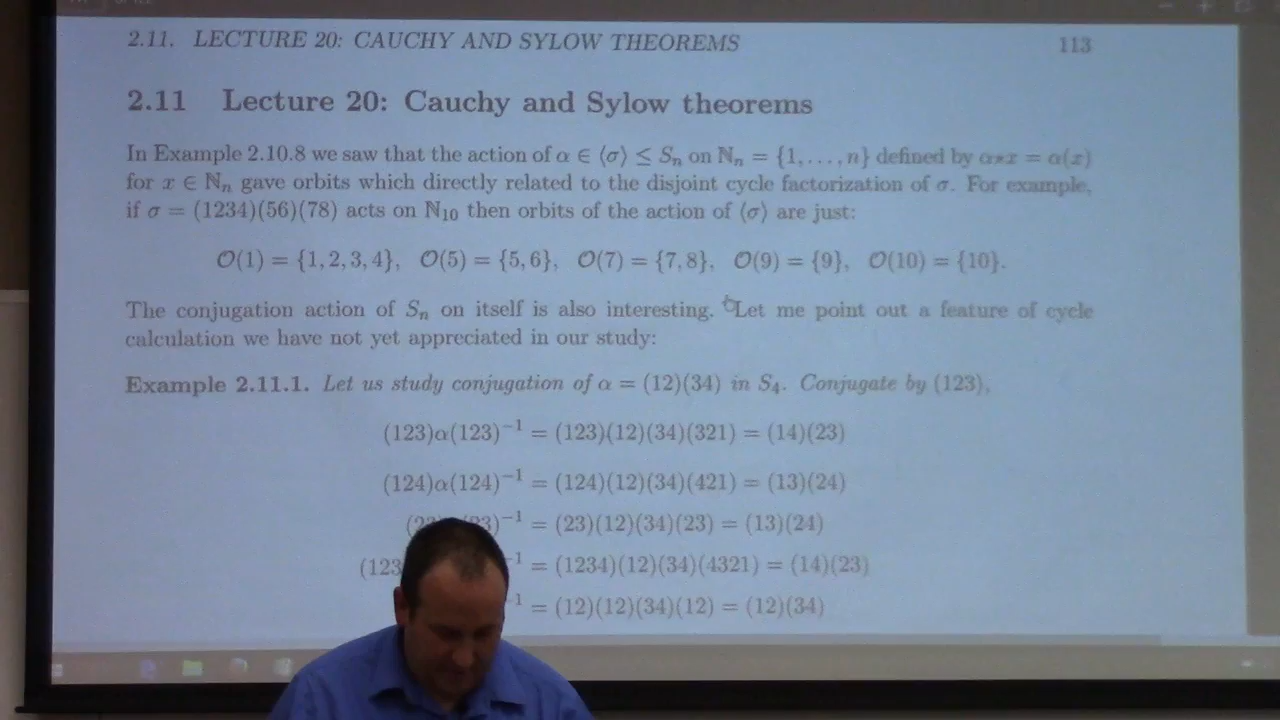 2.11. LECTURE 20: CAUCHY AND SYLOW THEOREMS 113
2.11 Lecture 20: Cauchy and Sylow theorems
In Example 2.10.8 we saw that the action of α ∈ ⟨σ⟩ ≤ Sₙ on ℕₙ = {1, . . . , n} defined by α⋆x = α(x)
for x ∈ ℕₙ gave orbits which directly related to the disjoint cycle factorization of σ. For example,
if σ = (1234)(56)(78) acts on ℕ₁₀ then orbits of the action of ⟨σ⟩ are just:
𝒪(1) = {1, 2, 3, 4}, 𝒪(5) = {5, 6}, 𝒪(7) = {7, 8}, 𝒪(9) = {9}, 𝒪(10) = {10}.
The conjugation action of Sₙ on itself is also interesting. Let me point out a feature of cycle
calculation we have not yet appreciated in our study:
Example 2.11.1. Let us study conjugation of α = (12)(34) in S₄. Conjugate by (123),
(123)α(123)⁻¹ = (123)(12)(34)(321) = (14)(23)
(124)α(124)⁻¹ = (124)(12)(34)(421) = (13)(24)
⁻¹ = (23)(12)(34)(23) = (13)(24)
(123 ⁻¹ = (1234)(12)(34)(4321) = (14)(23)
⁻¹ = (12)(12)(34)(12) = (12)(34)